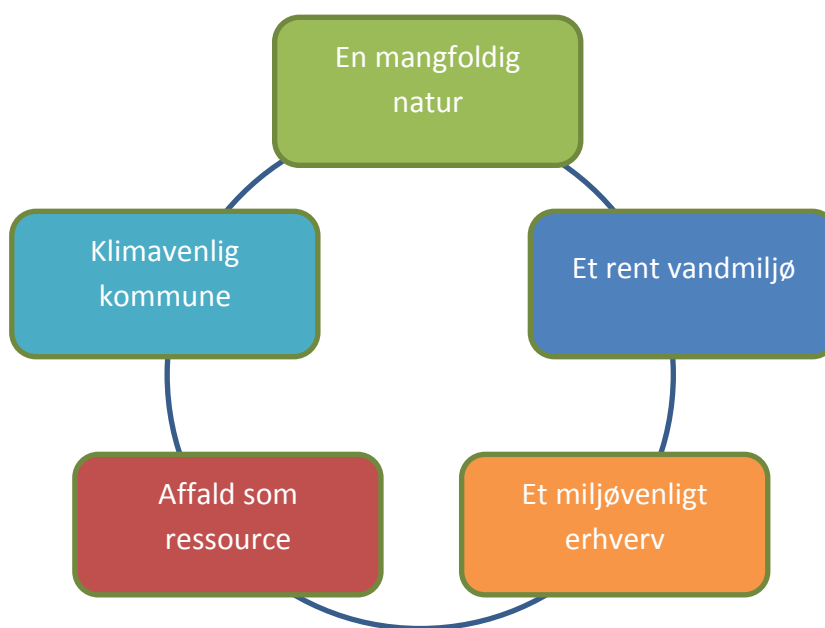 En mangfoldig
natur
Klimavenlig
kommune
Et rent vandmiljø
Affald som
ressource
Et miljøvenligt
erhverv